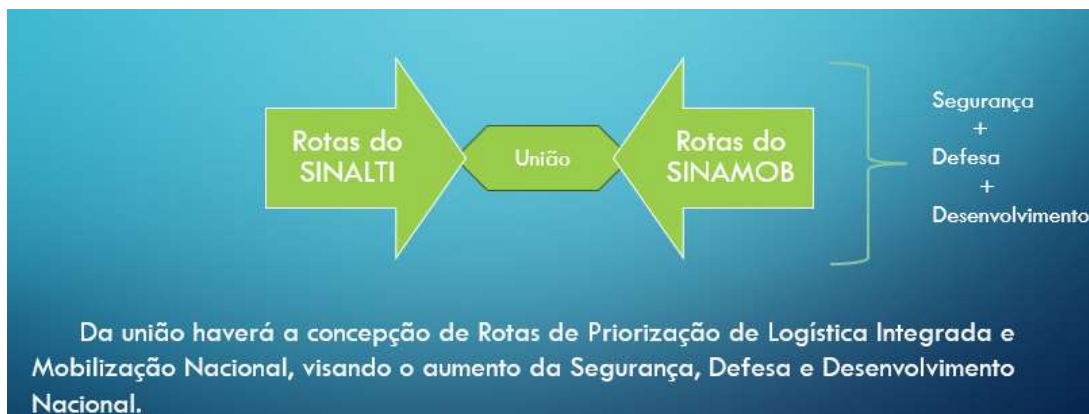 Rotas do
SINALTI
União
Rotas do
SINAMOB
Segurança
+
Defesa
+
Desenvolvimento
Da união haverá a concepção de Rotas de Priorização de Logística Integrada e
Mobilização Nacional, visando o aumento da Segurança, Defesa e Desenvolvimento
Nacional.